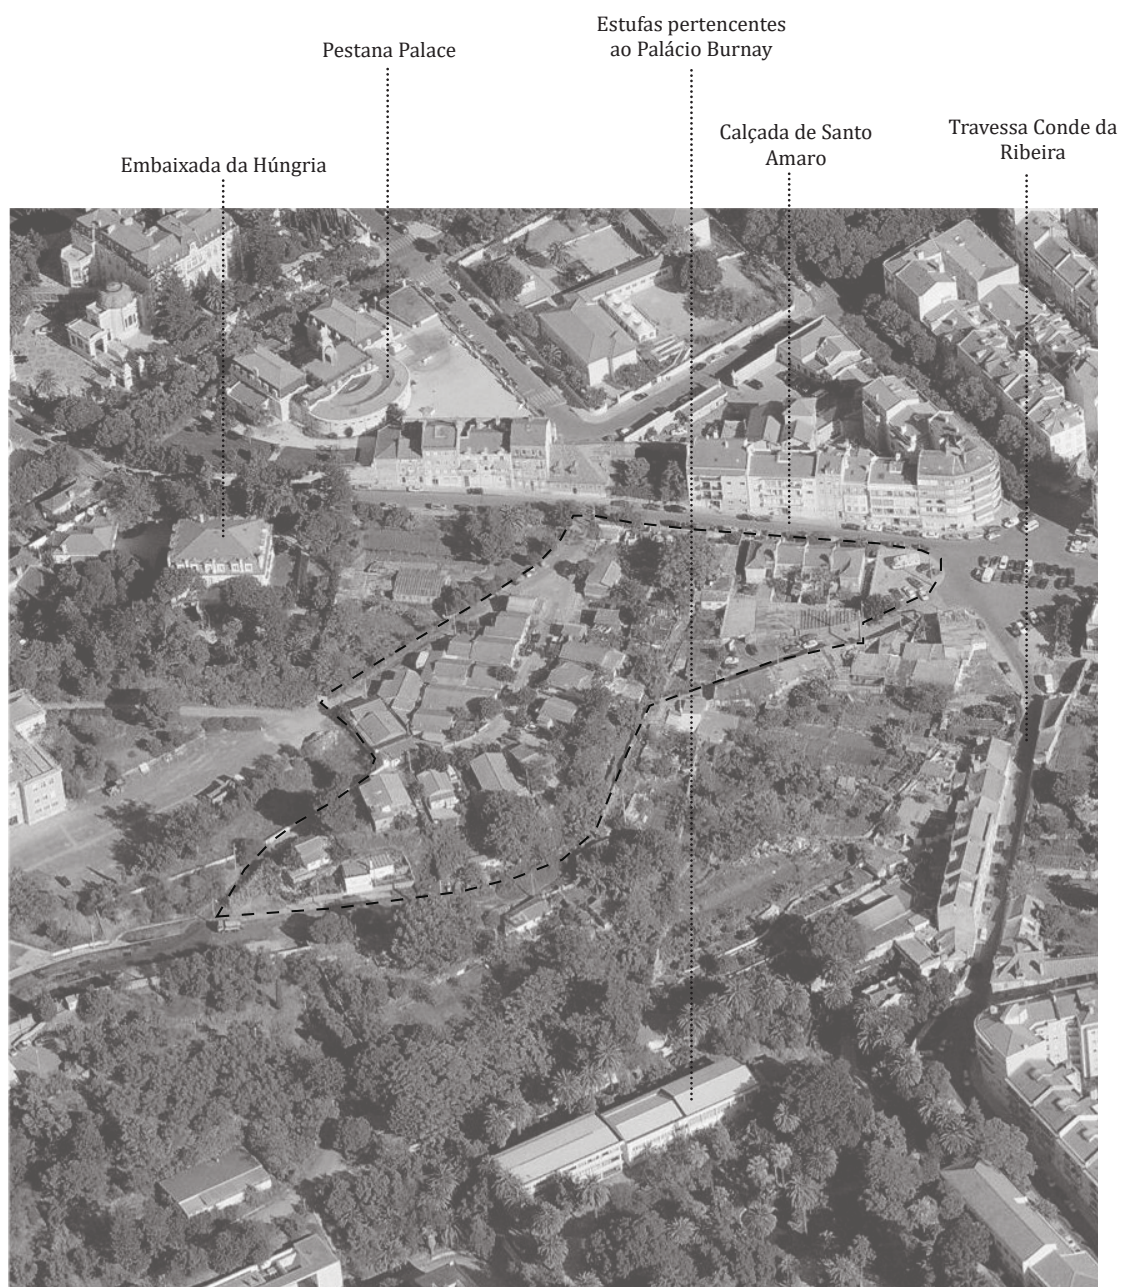 Estufas pertencentes
ao Palácio Burnay
Pestana Palace
Calçada de Santo
Amaro
Travessa Conde da
Ribeira
Embaixada da Húngria